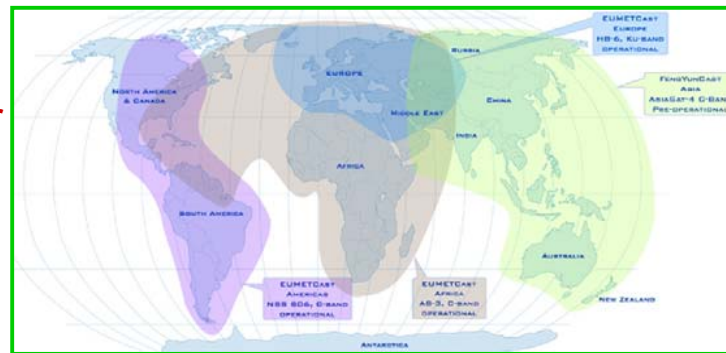 EUMETCast
Europe
HB-6, Ku-band
operational
Russia
Europe
North America
& Canada
FengYunCast
Asia
AsiaSat-4 C-Band
Pre-operational
China
Middle East
India
Africa
South America
Australia
EUMETCast
Americas
NSS 806, C-band
operational
EUMETCast
Africa
AB-3, C-band
operational
New Zealand
Antarctica